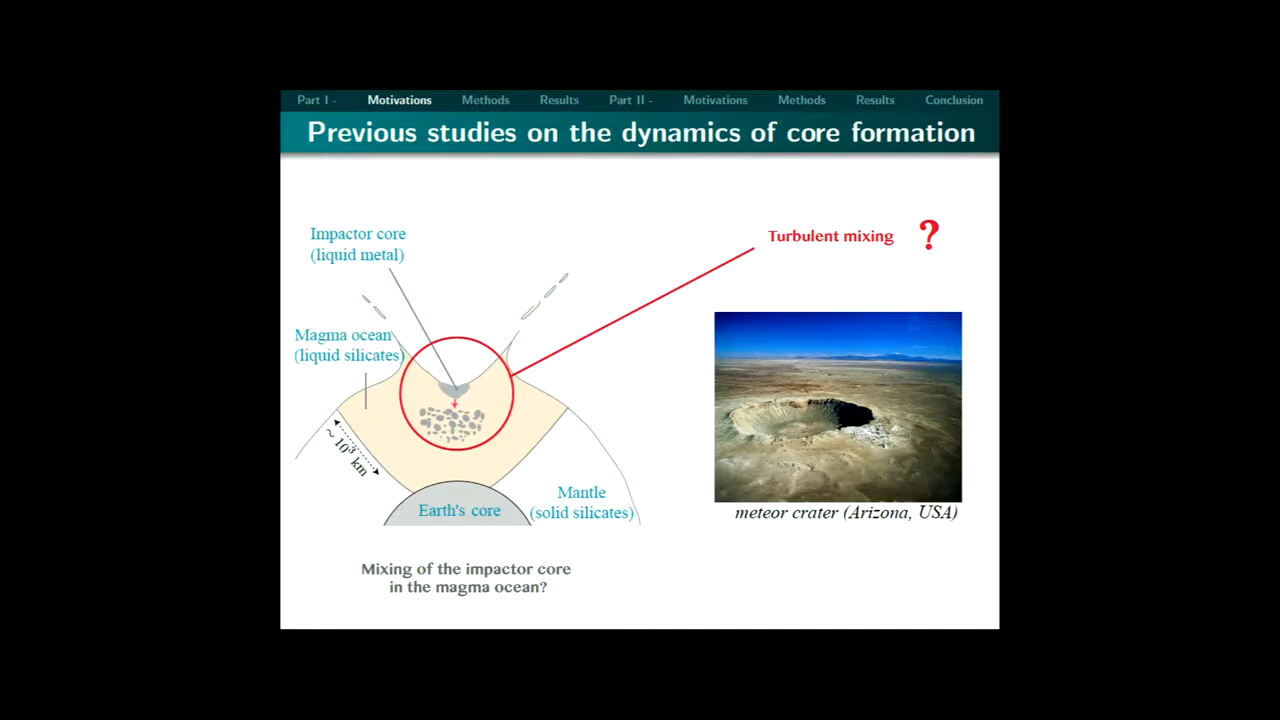 Part I - Motivations Methods Results Part II - Motivations Methods Results Conclusion
Previous studies on the dynamics of core formation
Impactor core
(liquid metal)
Turbulent mixing ?
Magma ocean
(liquid silicates)
~ 10³ km
Earth's core
Mantle
(solid silicates)
meteor crater (Arizona, USA)
Mixing of the impactor core
in the magma ocean?